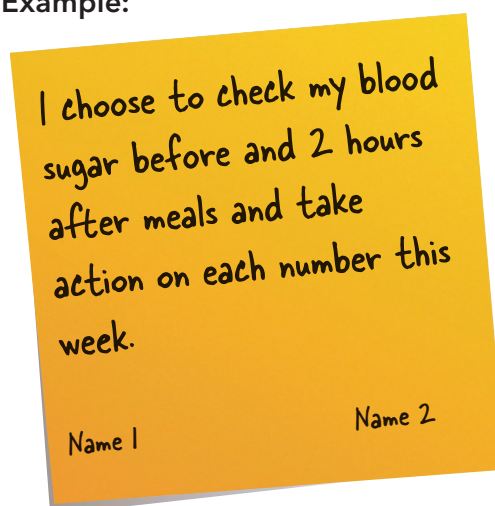 Example:
I choose to check my blood
sugar before and 2 hours
after meals and take
action on each number this
week.
Name 1
Name 2